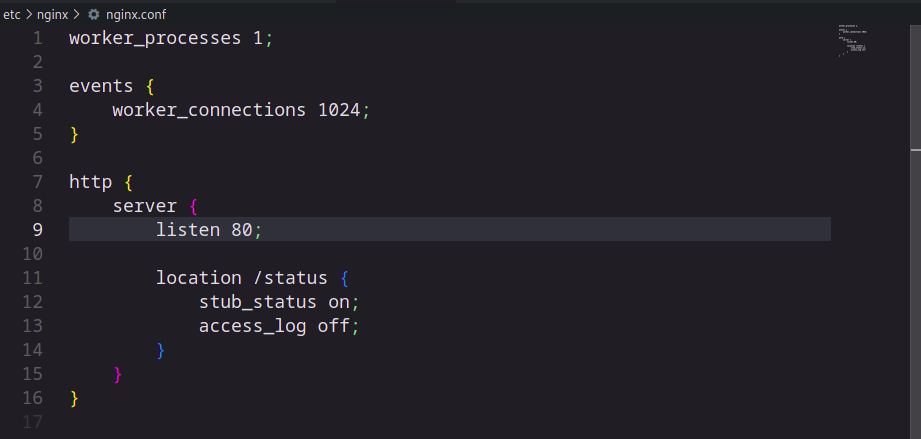 etc > nginx > nginx.conf
1 worker_processes 1;
2
3 events {
4     worker_connections 1024;
5 }
6
7 http {
8     server {
9         listen 80;
10
11         location /status {
12             stub_status on;
13             access_log off;
14         }
15     }
16 }
17